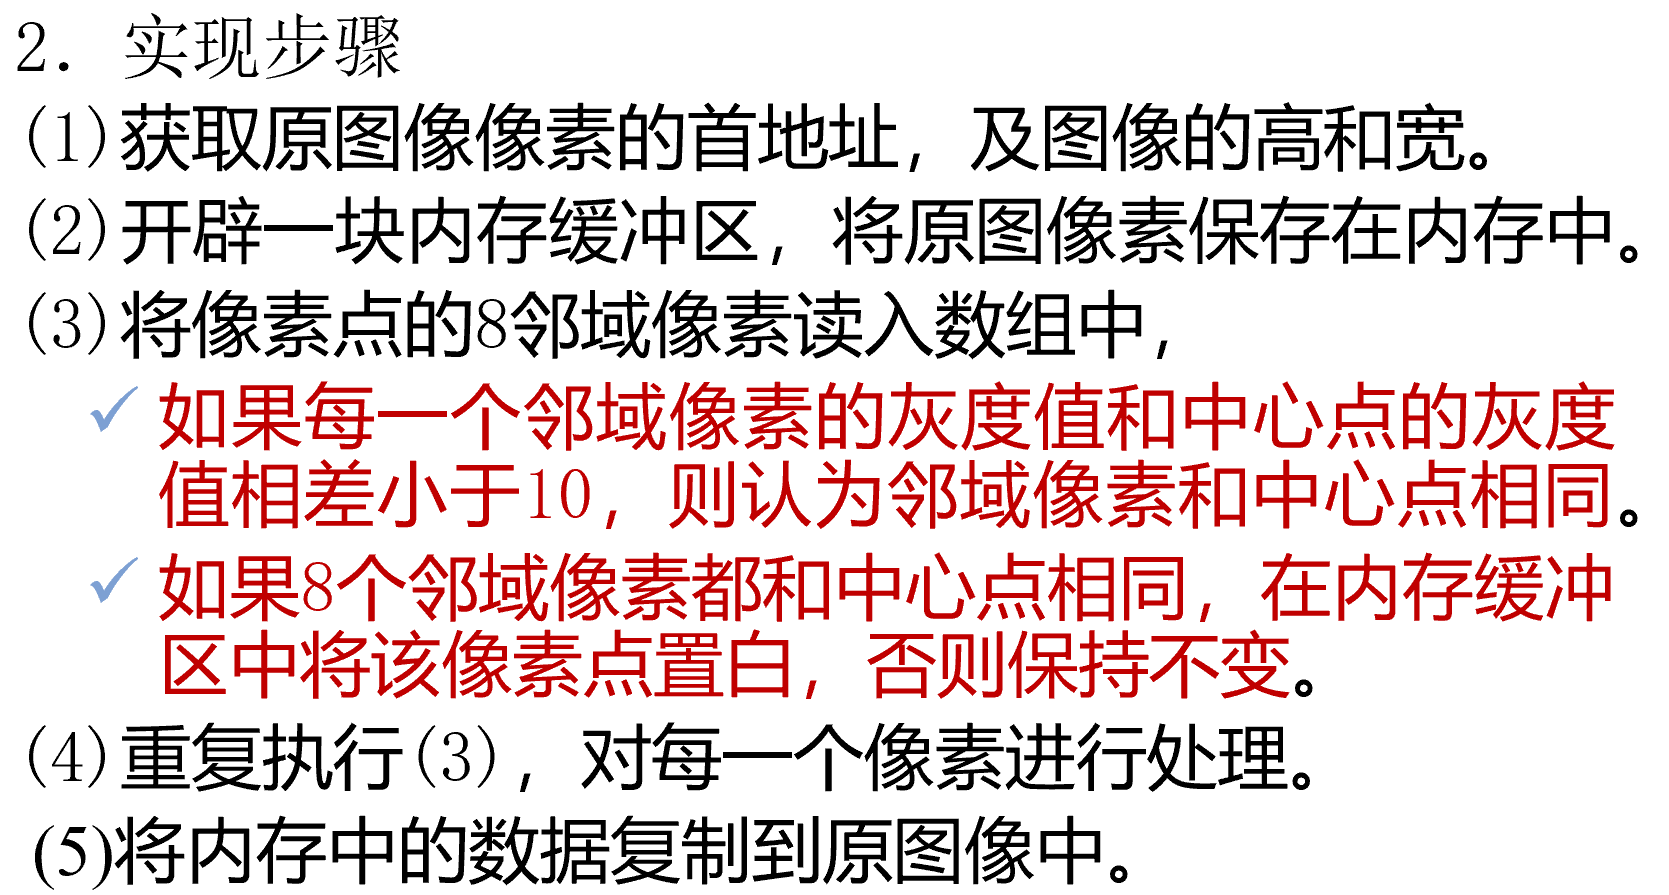 2. 实现步骤
(1)获取原图像像素的首地址，及图像的高和宽。
(2)开辟一块内存缓冲区，将原图像素保存在内存中。
(3)将像素点的8邻域像素读入数组中，
✓ 如果每一个邻域像素的灰度值和中心点的灰度
值相差小于10，则认为邻域像素和中心点相同。
✓ 如果8个邻域像素都和中心点相同，在内存缓冲
区中将该像素点置白，否则保持不变。
(4)重复执行(3)，对每一个像素进行处理。
(5)将内存中的数据复制到原图像中。